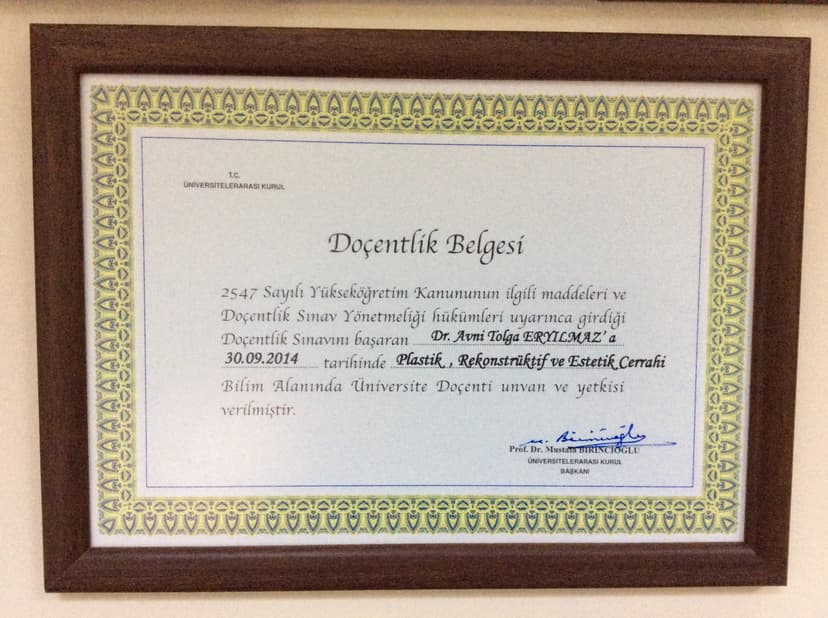 T.C.
ÜNİVERSİTELERARASI KURUL
Doçentlik Belgesi
2547 Sayılı Yükseköğretim Kanununun ilgili maddeleri ve
Doçentlik Sınav Yönetmeliği hükümleri uyarınca girdiği
Doçentlik Sınavını başaran Dr. Avni Tolga ERYILMAZ' a
30.09.2014 tarihinde Plastik , Rekonstrüktif ve Estetik Cerrahi
Bilim Alanında Üniversite Doçenti unvan ve yetkisi
verilmiştir.
Prof. Dr. Mustafa BİRİNCİOĞLU
ÜNİVERSİTELERARASI KURUL
BAŞKANI